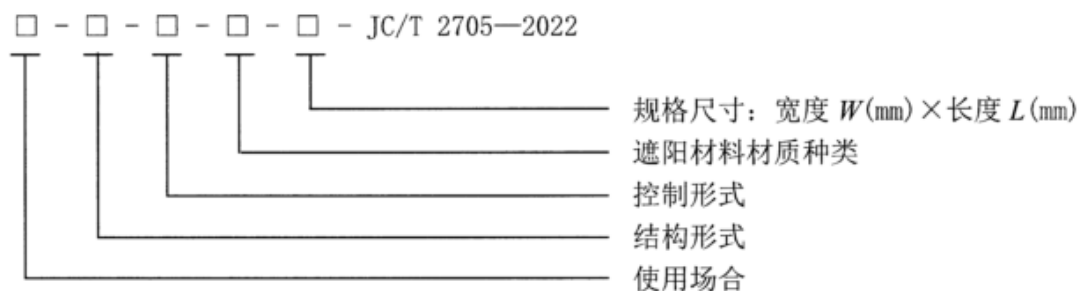 □-□-□-□-□- JC/T 2705—2022
规格尺寸：宽度 W(mm)×长度 L(mm)
遮阳材料材质种类
控制形式
结构形式
使用场合